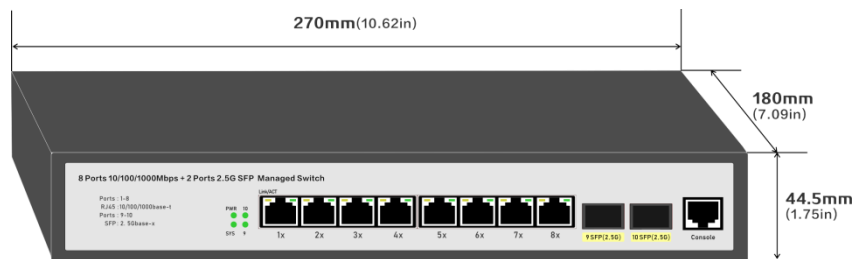 270mm(10.62in)
180mm
(7.09in)
44.5mm
(1.75in)
8 Ports 10/100/1000Mbps + 2 Ports 2.5G SFP Managed Switch
Ports : 1-8
RJ45 :10/100/1000base-t
Ports : 9-10
SFP : 2. 5Gbase-x
Link/ACT
PWR 10
SYS 9
1x 2x 3x 4x 5x 6x 7x 8x
9 SFP(2.5G) 10 SFP(2.5G) Console